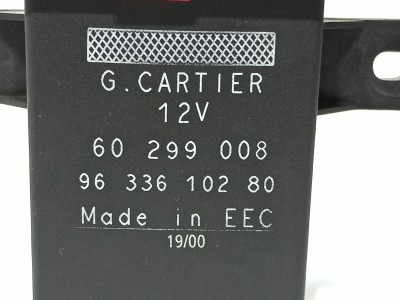 G. CARTIER
12V
60 299 008
96 336 102 80
Made in EEC
19/00